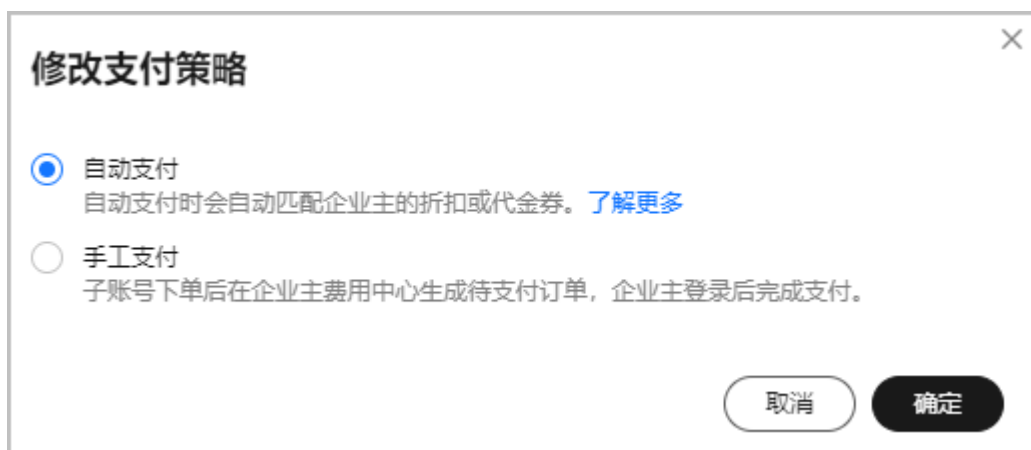 修改支付策略
自动支付
自动支付时会自动匹配企业主的折扣或代金券。了解更多
手工支付
子账号下单后在企业主费用中心生成待支付订单，企业主登录后完成支付。
取消
确定